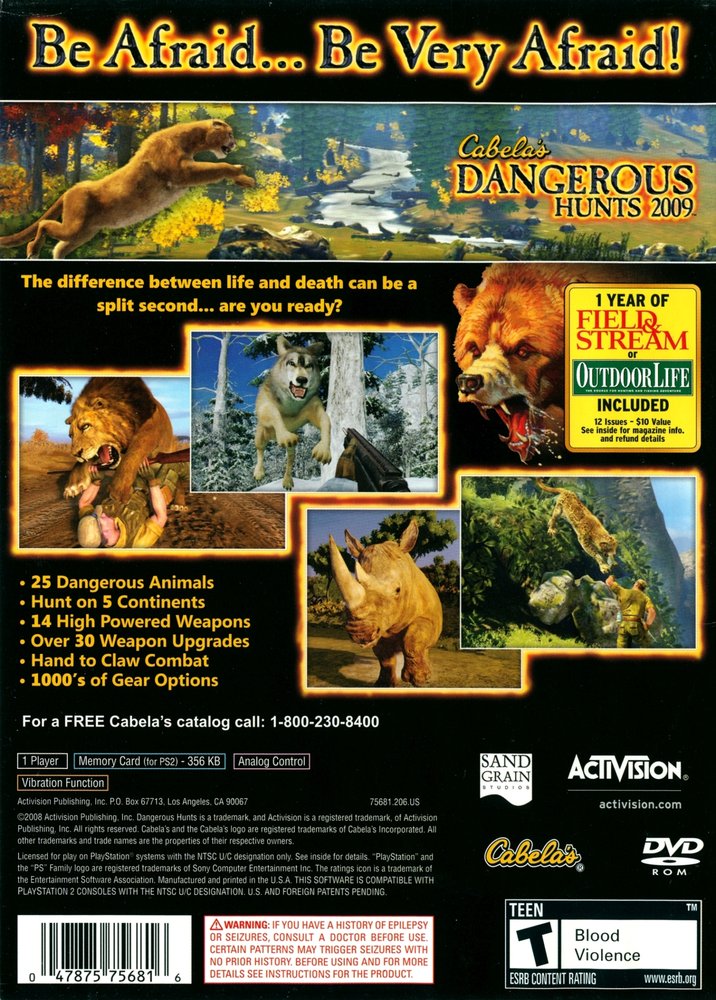 Be Afraid... Be Very Afraid!
Cabela's
DANGEROUS
HUNTS 2009™
The difference between life and death can be a
split second... are you ready?
1 YEAR OF
FIELD &
STREAM
or
OUTDOOR LIFE
THE SOURCE FOR HUNTING AND FISHING ADVENTURE
INCLUDED
12 Issues - $10 Value
See inside for magazine info.
and refund details
• 25 Dangerous Animals
• Hunt on 5 Continents
• 14 High Powered Weapons
• Over 30 Weapon Upgrades
• Hand to Claw Combat
• 1000's of Gear Options
For a FREE Cabela's catalog call: 1-800-230-8400
1 Player
Memory Card (for PS2) - 356 KB
Analog Control
Vibration Function
Activision Publishing, Inc. P.O. Box 67713, Los Angeles, CA 90067
75681.206.US
©2008 Activision Publishing, Inc. Dangerous Hunts is a trademark, and Activision is a registered trademark, of Activision
Publishing, Inc. All rights reserved. Cabela's and the Cabela's logo are registered trademarks of Cabela's Incorporated. All
other trademarks and trade names are the properties of their respective owners.
Licensed for play on PlayStation® systems with the NTSC U/C designation only. See inside for details. "PlayStation" and
the "PS" Family logo are registered trademarks of Sony Computer Entertainment Inc. The ratings icon is a trademark of
the Entertainment Software Association. Manufactured and printed in the U.S.A. THIS SOFTWARE IS COMPATIBLE WITH
PLAYSTATION 2 CONSOLES WITH THE NTSC U/C DESIGNATION. U.S. AND FOREIGN PATENTS PENDING.
SAND
GRAIN
STUDIOS
ACTIVISION®
activision.com
Cabela's®
DVD
ROM
0 47875 75681 6
WARNING: IF YOU HAVE A HISTORY OF EPILEPSY
OR SEIZURES, CONSULT A DOCTOR BEFORE USE.
CERTAIN PATTERNS MAY TRIGGER SEIZURES WITH
NO PRIOR HISTORY. BEFORE USING AND FOR MORE
DETAILS SEE INSTRUCTIONS FOR THE PRODUCT.
TEEN ™
T
Blood
Violence
ESRB CONTENT RATING www.esrb.org